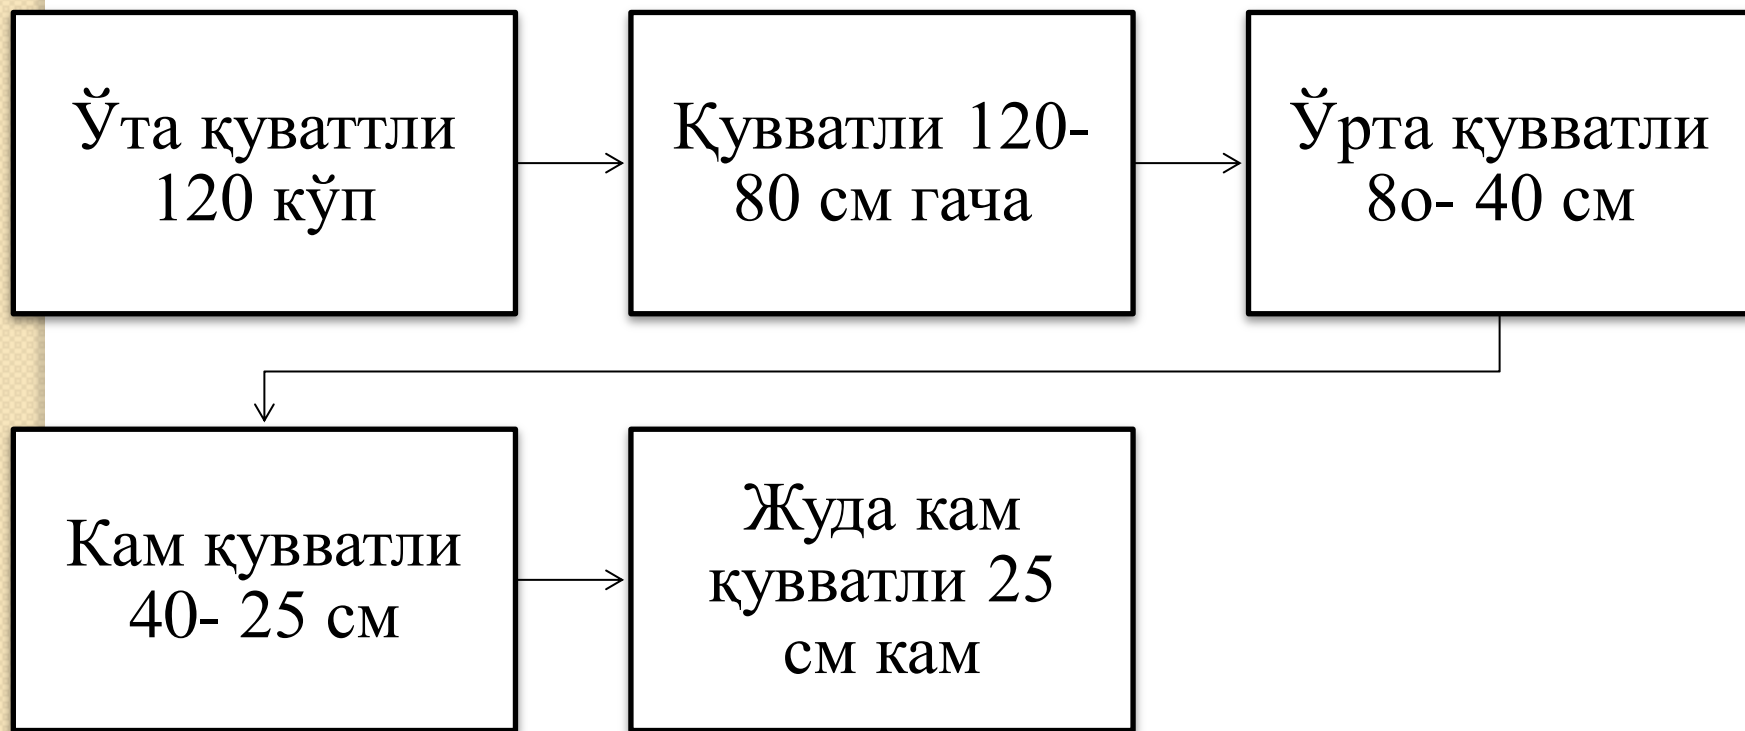 Ўта қуваттли
120 кўп
Қувватли 120-
80 см гача
Ўрта қувватли
8о- 40 см
Кам қувватли
40- 25 см
Жуда кам
қувватли 25
см кам